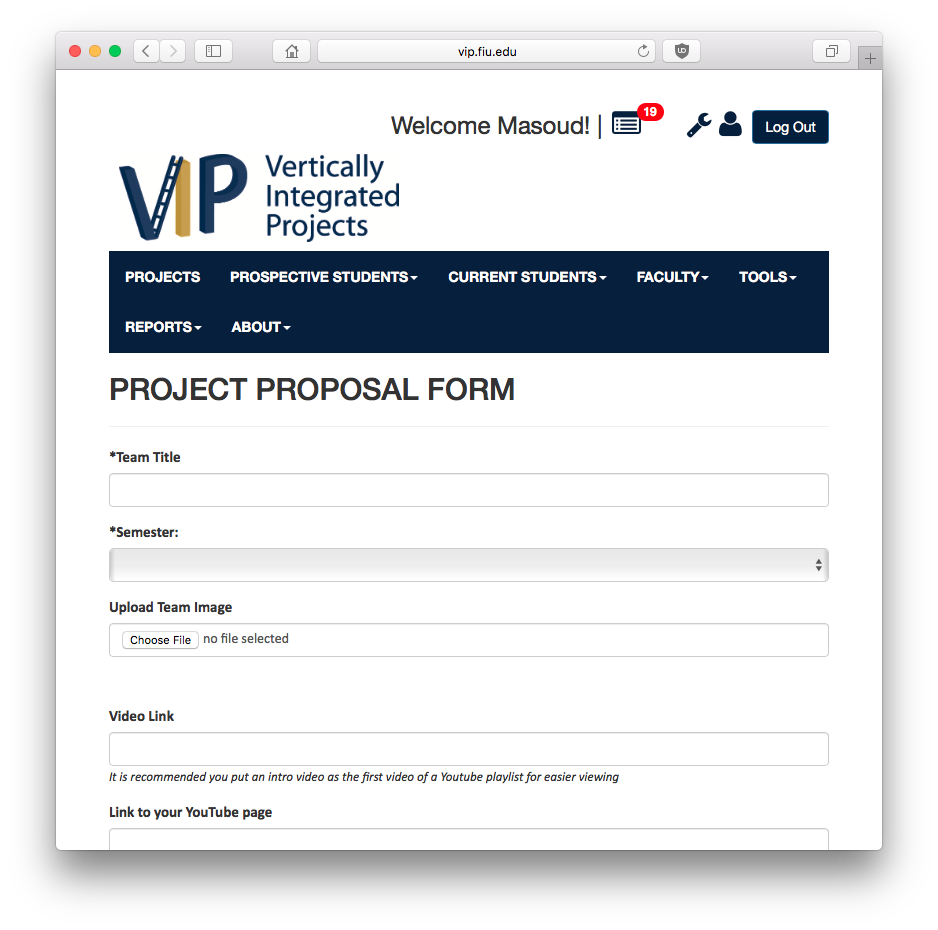 vip.fiu.edu
Welcome Masoud! |
19
Log Out
VIP
Vertically
Integrated
Projects
PROJECTS PROSPECTIVE STUDENTS CURRENT STUDENTS FACULTY TOOLS
REPORTS ABOUT
PROJECT PROPOSAL FORM
*Team Title
*Semester:
Upload Team Image
Choose File no file selected
Video Link
It is recommended you put an intro video as the first video of a Youtube playlist for easier viewing
Link to your YouTube page